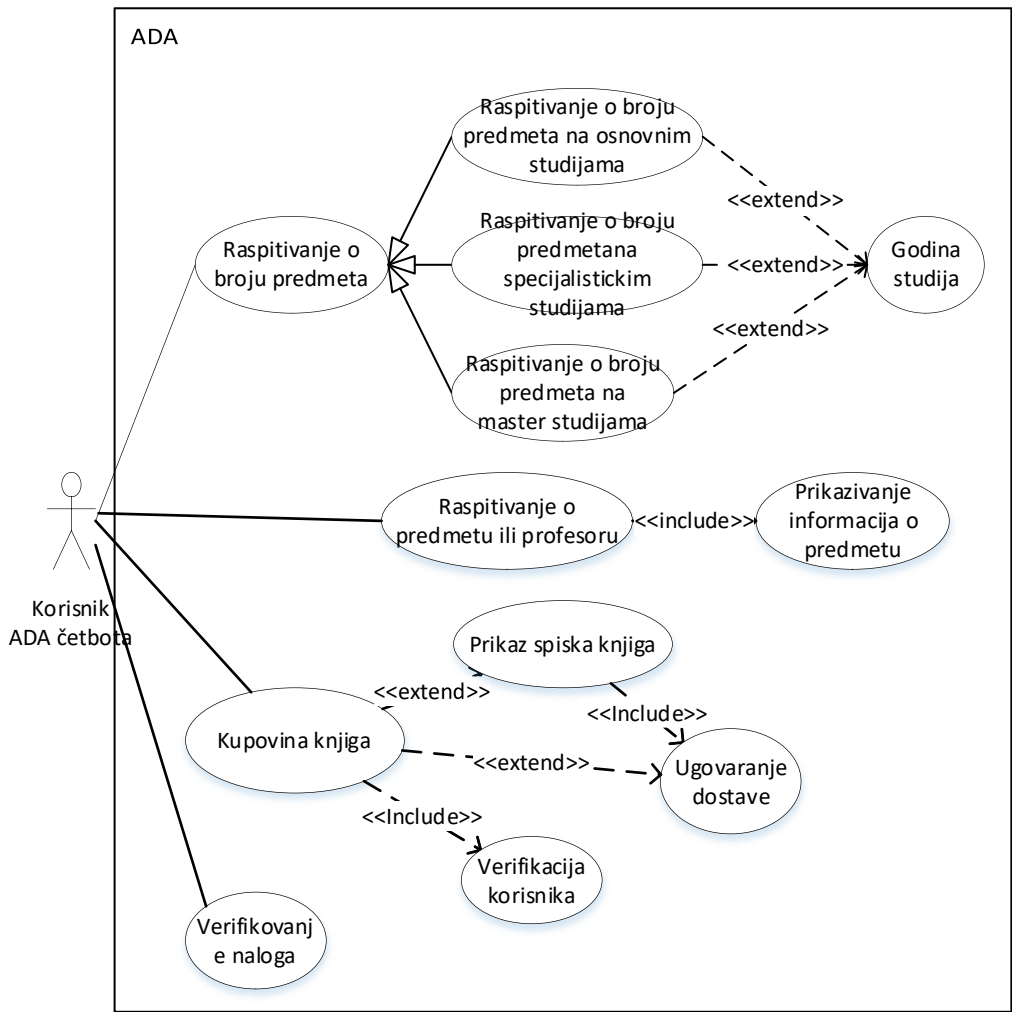 ADA
Raspitivanje o broju
predmeta na osnovnim
studijama
<<extend>>
Raspitivanje o
broju predmeta
Raspitivanje o broju
predmetana
specijalistickim
studijama
<<extend>>
Godina
studija
<<extend>>
Raspitivanje o broju
predmeta na
master studijama
Raspitivanje o
predmetu ili profesoru
<<include>>
Prikazivanje
informacija o
predmetu
Korisnik
ADA četbota
Prikaz spiska knjiga
<<extend>>
<<Include>>
Kupovina knjiga
<<extend>>
Ugovaranje
dostave
<<Include>>
Verifikacija
korisnika
Verifikovanj
e naloga